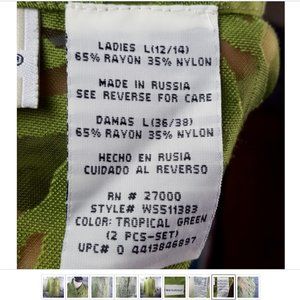 LADIES L(12/14)
65% RAYON 35% NYLON
MADE IN RUSSIA
SEE REVERSE FOR CARE
DAMAS L(36/38)
65% RAYON 35% NYLON
HECHO EN RUSIA
CUIDADO AL REVERSO
RN # 27000
STYLE# WS511383
COLOR: TROPICAL GREEN
(2 PCS-SET)
UPC# 0 4413846897